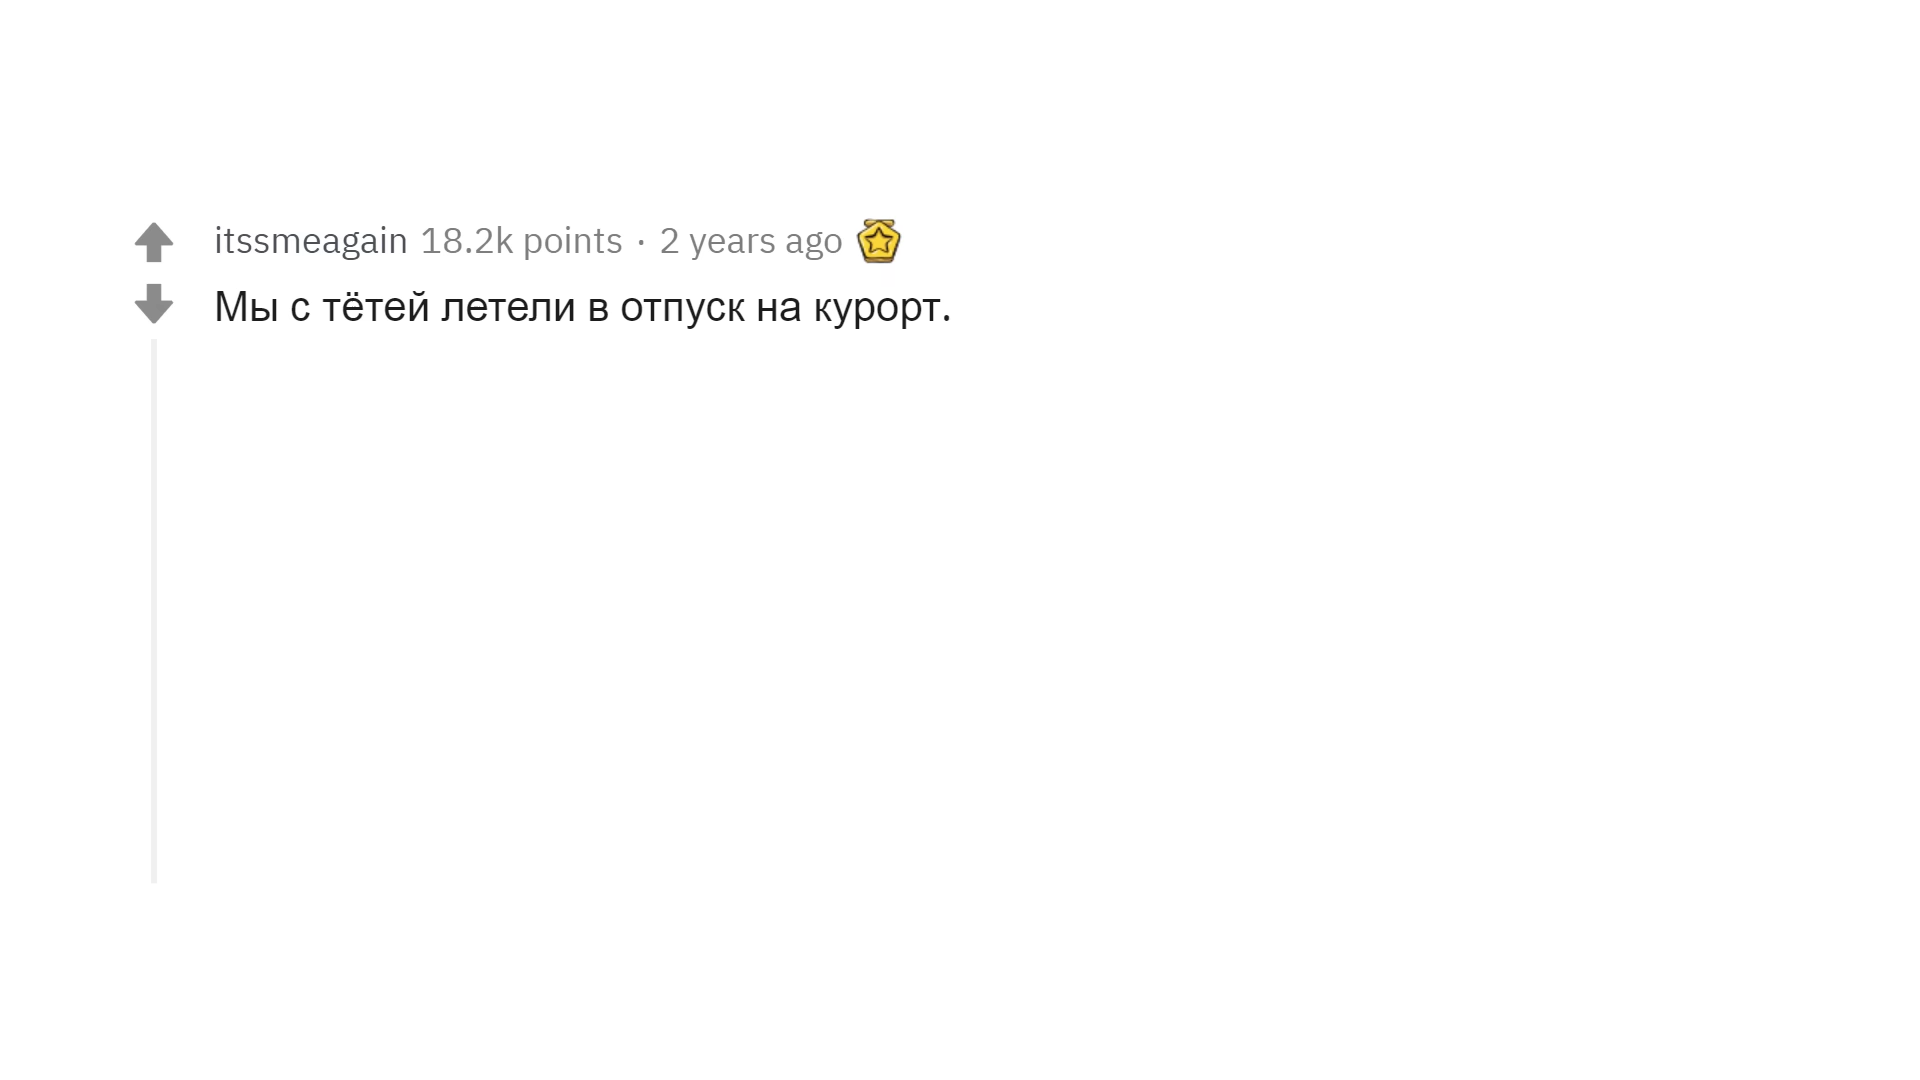 itssmeagain 18.2k points · 2 years ago
Мы с тётей летели в отпуск на курорт.